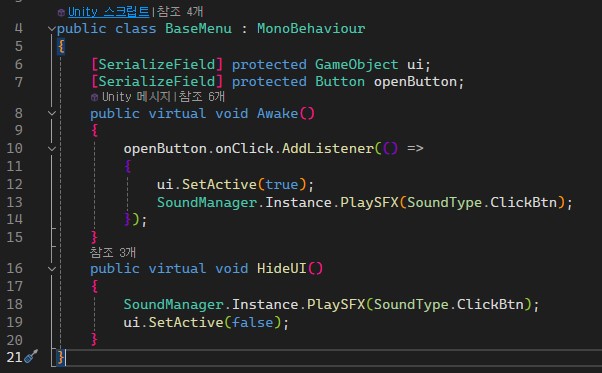 Unity 스크립트|참조 4개
4 public class BaseMenu : MonoBehaviour
5 {
6 [SerializeField] protected GameObject ui;
7 [SerializeField] protected Button openButton;
Unity 메시지|참조 6개
8 public virtual void Awake()
9 {
10 openButton.onClick.AddListener(() =>
11 {
12 ui.SetActive(true);
13 SoundManager.Instance.PlaySFX(SoundType.ClickBtn);
14 });
15 }
참조 3개
16 public virtual void HideUI()
17 {
18 SoundManager.Instance.PlaySFX(SoundType.ClickBtn);
19 ui.SetActive(false);
20 }
21 }